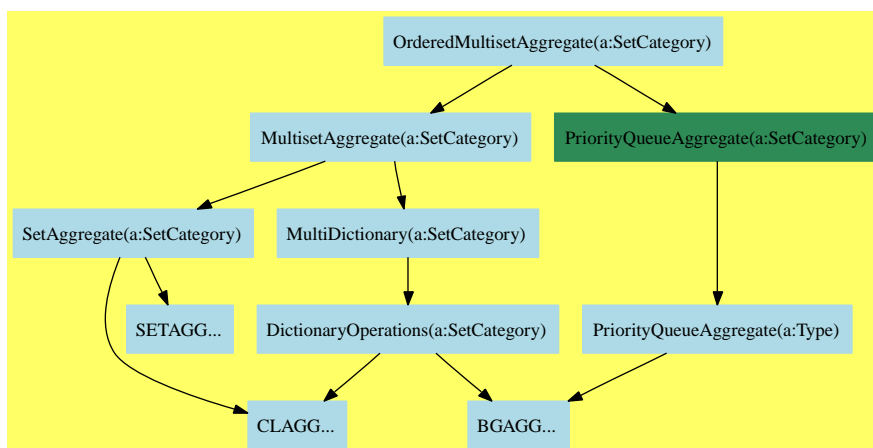 OrderedMultisetAggregate(a:SetCategory)
MultisetAggregate(a:SetCategory)
PriorityQueueAggregate(a:SetCategory)
SetAggregate(a:SetCategory)
MultiDictionary(a:SetCategory)
SETAGG...
DictionaryOperations(a:SetCategory)
PriorityQueueAggregate(a:Type)
CLAGG...
BGAGG...